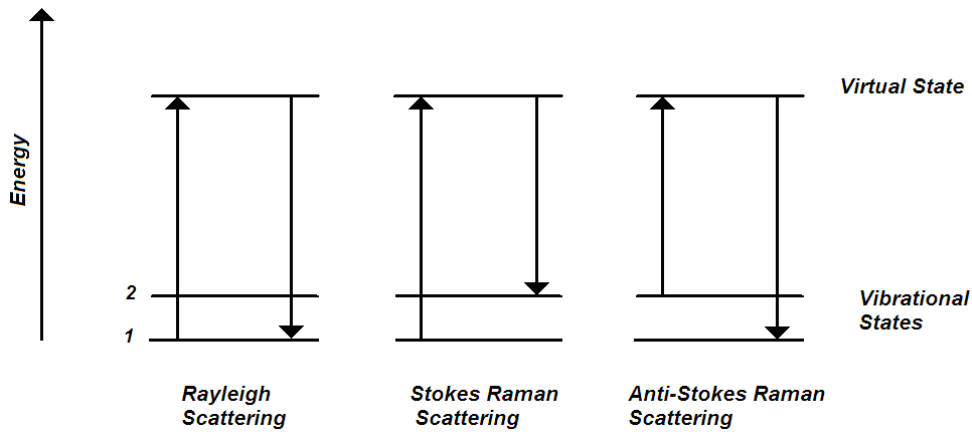 Virtual State
Energy
2
1
Vibrational
States
Rayleigh
Scattering
Stokes Raman
Scattering
Anti-Stokes Raman
Scattering